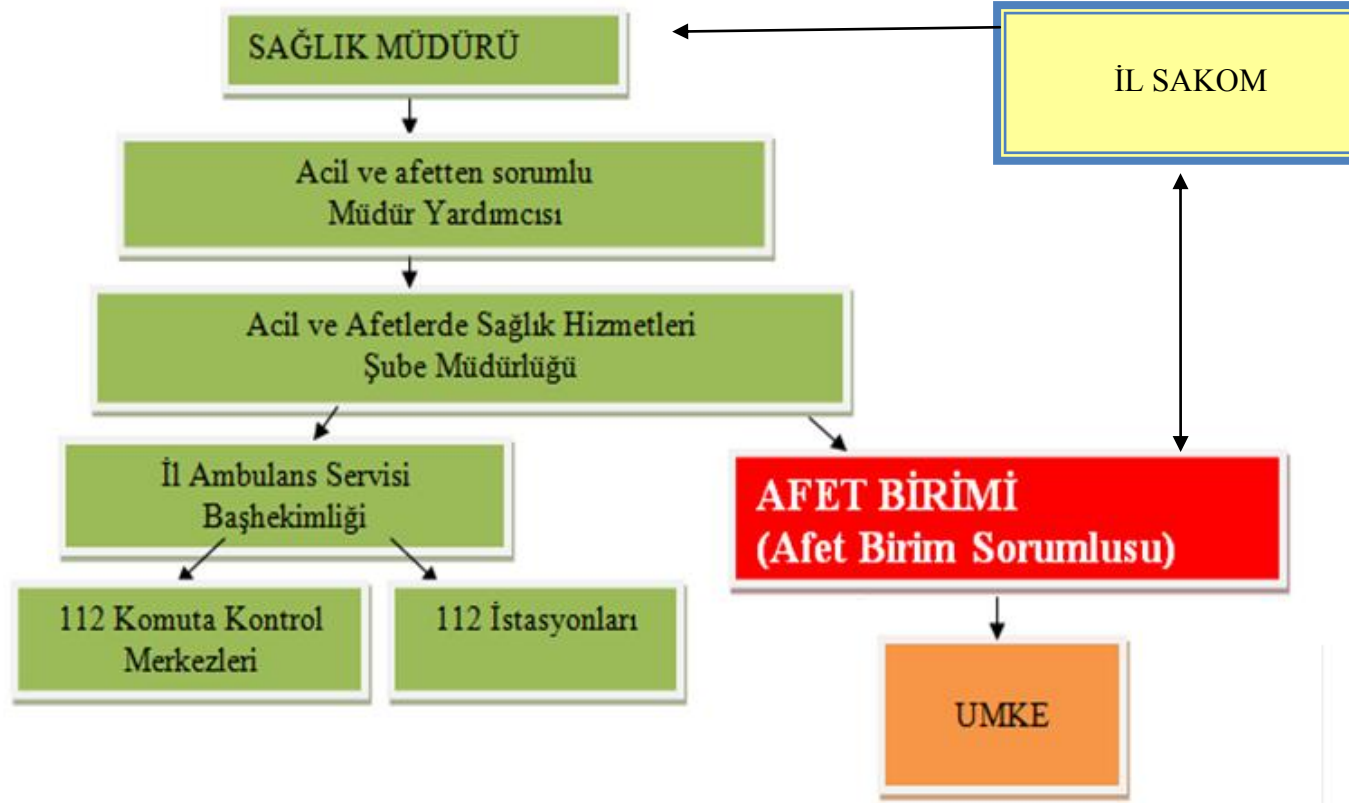 SAĞLIK MÜDÜRÜ
İL SAKOM
Acil ve afetten sorumlu
Müdür Yardımcısı
Acil ve Afetlerde Sağlık Hizmetleri
Şube Müdürlüğü
İl Ambulans Servisi
Başhekimliği
AFET BİRİMİ
(Afet Birim Sorumlusu)
112 Komuta Kontrol
Merkezleri
112 İstasyonları
UMKE